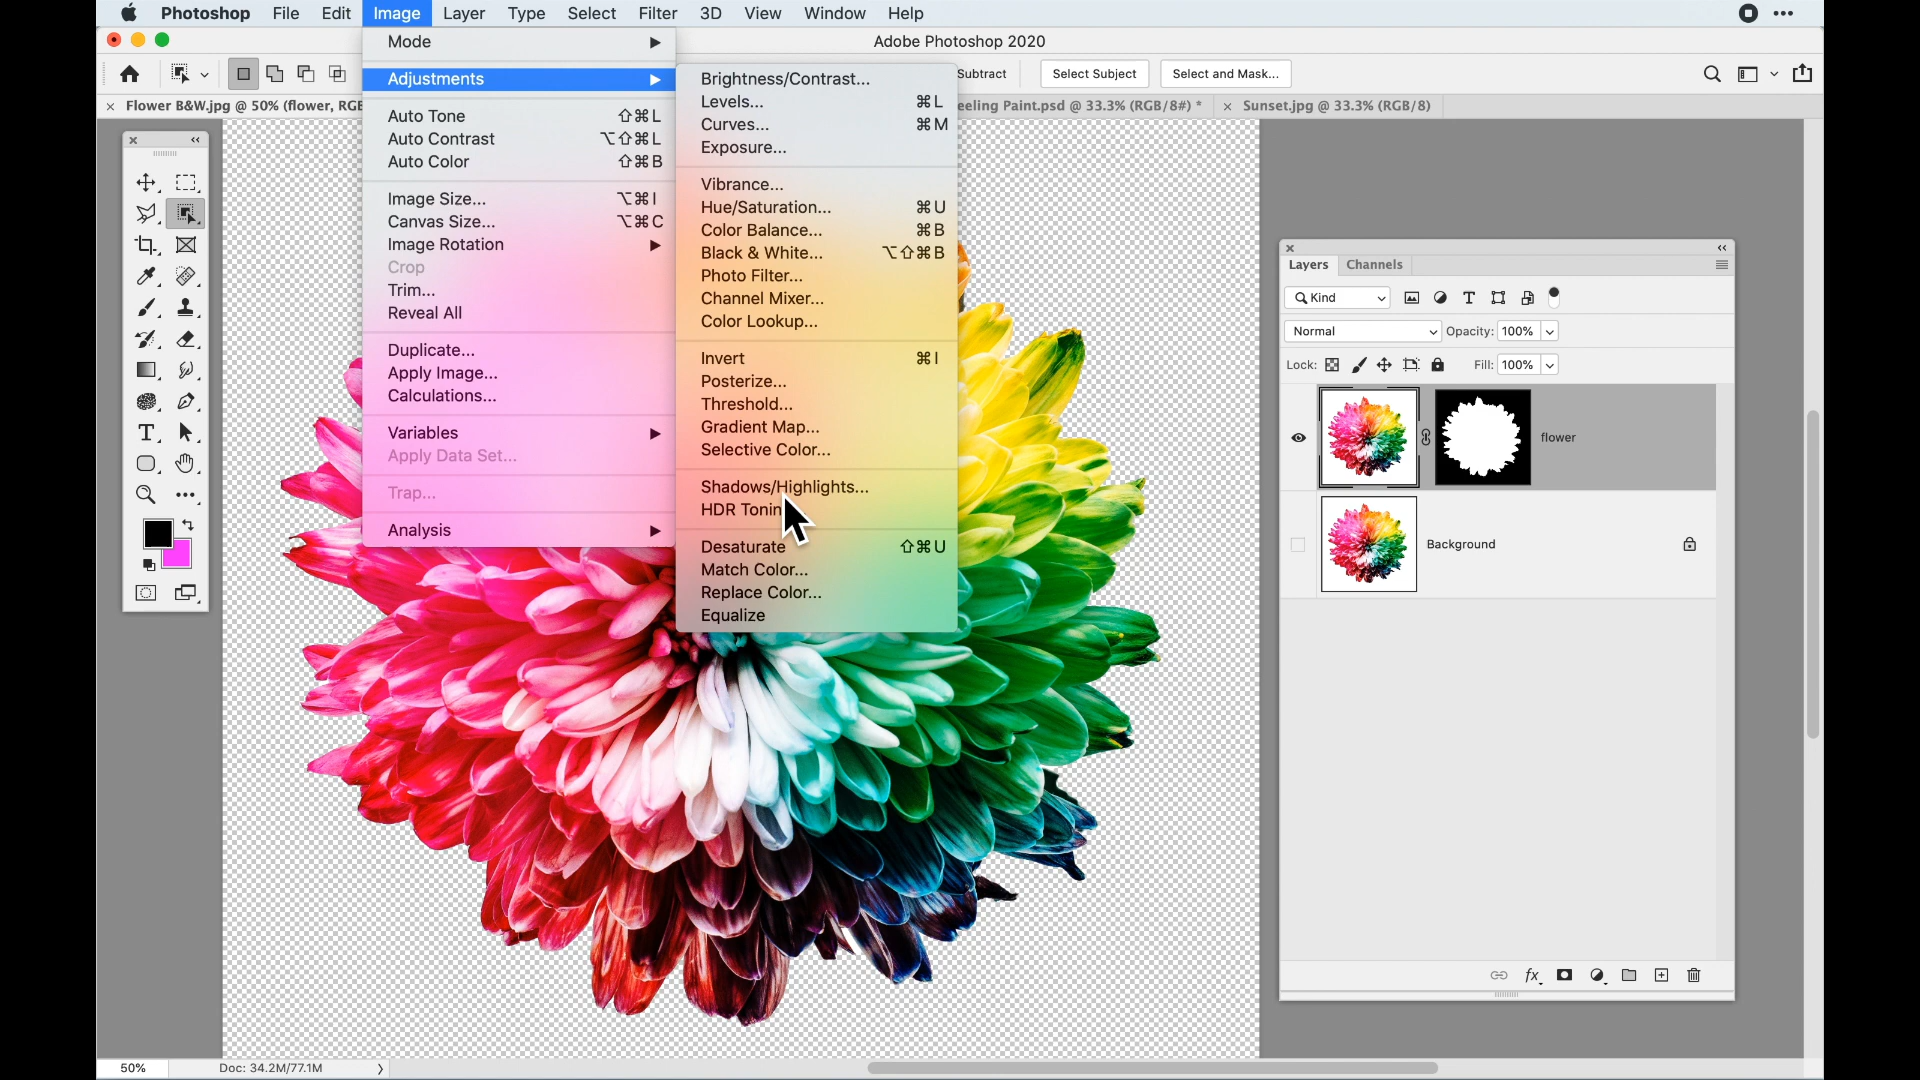 Photoshop File Edit Image Layer Type Select Filter 3D View Window Help
Adobe Photoshop 2020
Subtract Select Subject Select and Mask...
Flower B&W.jpg @ 50% (flower, RGB
eeling Paint.psd @ 33.3% (RGB/8#) *
Sunset.jpg @ 33.3% (RGB/8)
Mode
Adjustments
Auto Tone ⇧⌘L
Auto Contrast ⌥⇧⌘L
Auto Color ⇧⌘B
Image Size... ⌥⌘I
Canvas Size... ⌥⌘C
Image Rotation
Crop
Trim...
Reveal All
Duplicate...
Apply Image...
Calculations...
Variables
Apply Data Set...
Trap...
Analysis
Brightness/Contrast...
Levels... ⌘L
Curves... ⌘M
Exposure...
Vibrance...
Hue/Saturation... ⌘U
Color Balance... ⌘B
Black & White... ⌥⇧⌘B
Photo Filter...
Channel Mixer...
Color Lookup...
Invert ⌘I
Posterize...
Threshold...
Gradient Map...
Selective Color...
Shadows/Highlights...
HDR Tonin
Desaturate ⇧⌘U
Match Color...
Replace Color...
Equalize
Layers Channels
Kind
Normal Opacity: 100%
Lock: Fill: 100%
flower
Background
fx
50% Doc: 34.2M/77.1M